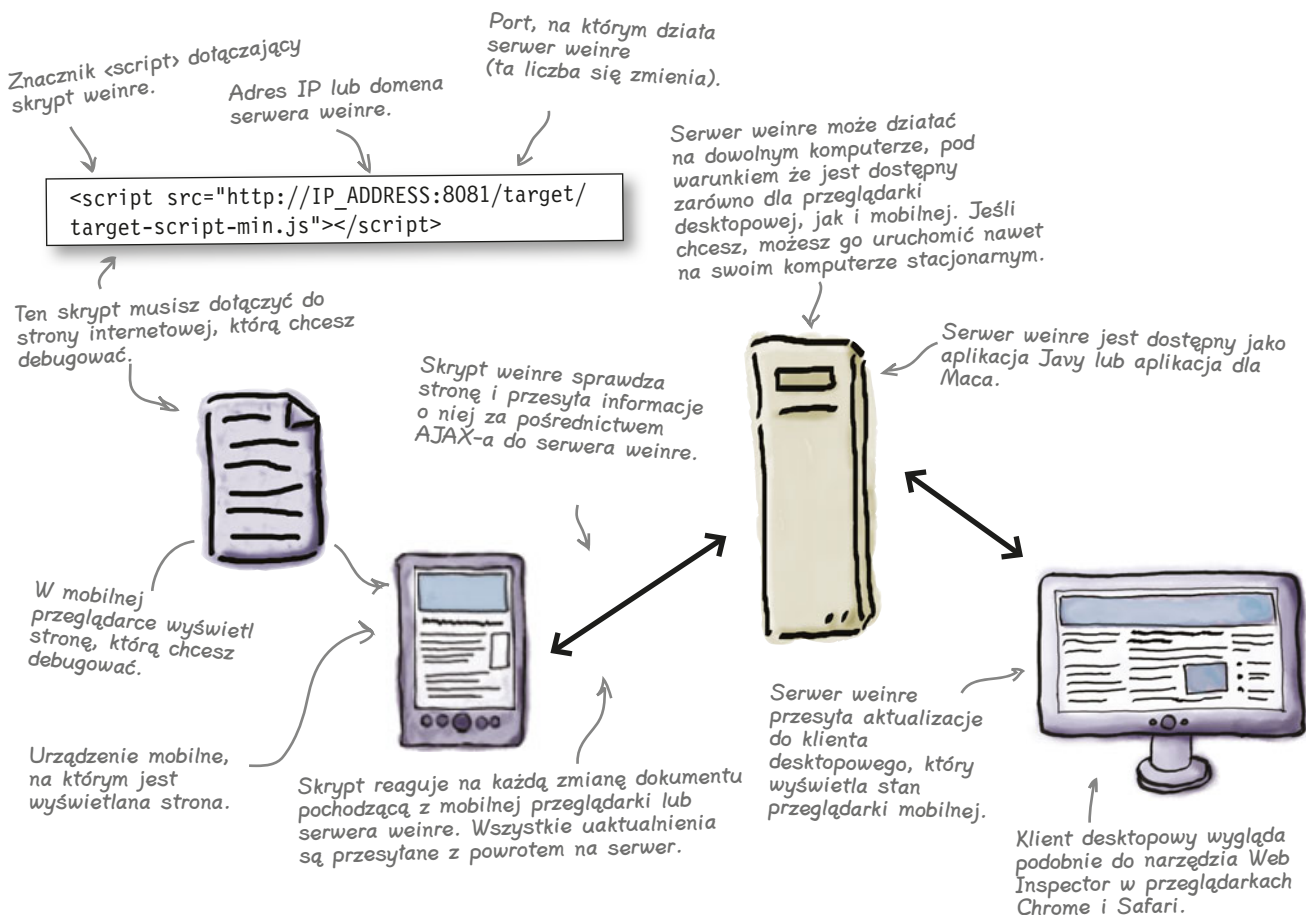 Znacznik <script> dołączający
skrypt weinre.
Adres IP lub domena
serwera weinre.
Port, na którym działa
serwer weinre
(ta liczba się zmienia).
<script src="http://IP_ADDRESS:8081/target/
target-script-min.js"></script>
Serwer weinre może działać
na dowolnym komputerze, pod
warunkiem że jest dostępny
zarówno dla przeglądarki
desktopowej, jak i mobilnej. Jeśli
chcesz, możesz go uruchomić nawet
na swoim komputerze stacjonarnym.
Ten skrypt musisz dołączyć do
strony internetowej, którą chcesz
debugować.
Skrypt weinre sprawdza
stronę i przesyła informacje
o niej za pośrednictwem
AJAX-a do serwera weinre.
Serwer weinre jest dostępny jako
aplikacja Javy lub aplikacja dla
Maca.
W mobilnej
przeglądarce wyświetl
stronę, którą chcesz
debugować.
Urządzenie mobilne,
na którym jest
wyświetlana strona.
Skrypt reaguje na każdą zmianę dokumentu
pochodzącą z mobilnej przeglądarki lub
serwera weinre. Wszystkie uaktualnienia
są przesyłane z powrotem na serwer.
Serwer weinre
przesyła aktualizacje
do klienta
desktopowego, który
wyświetla stan
przeglądarki mobilnej.
Klient desktopowy wygląda
podobnie do narzędzia Web
Inspector w przeglądarkach
Chrome i Safari.